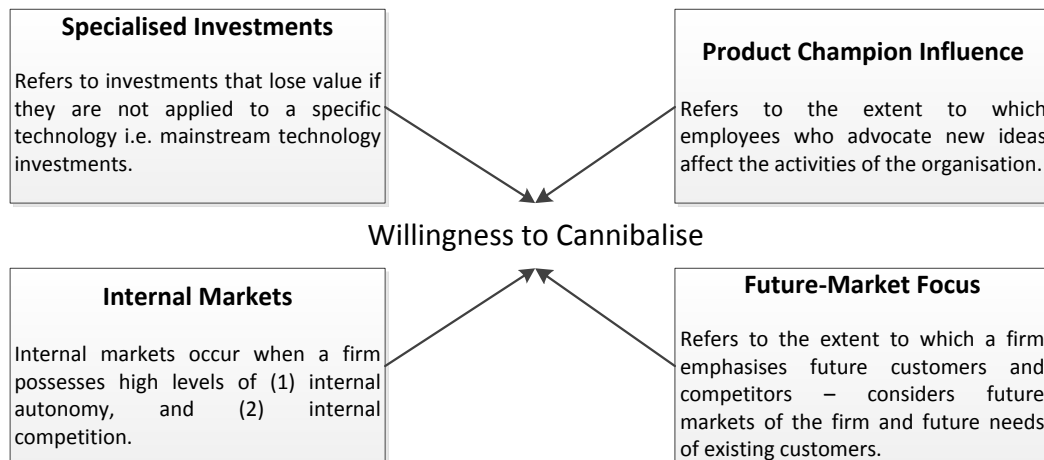 Specialised Investments
Refers to investments that lose value if
they are not applied to a specific
technology i.e. mainstream technology
investments.
Product Champion Influence
Refers to the extent to which
employees who advocate new ideas
affect the activities of the organisation.
Willingness to Cannibalise
Internal Markets
Internal markets occur when a firm
possesses high levels of (1) internal
autonomy, and (2) internal
competition.
Future-Market Focus
Refers to the extent to which a firm
emphasises future customers and
competitors – considers future
markets of the firm and future needs
of existing customers.